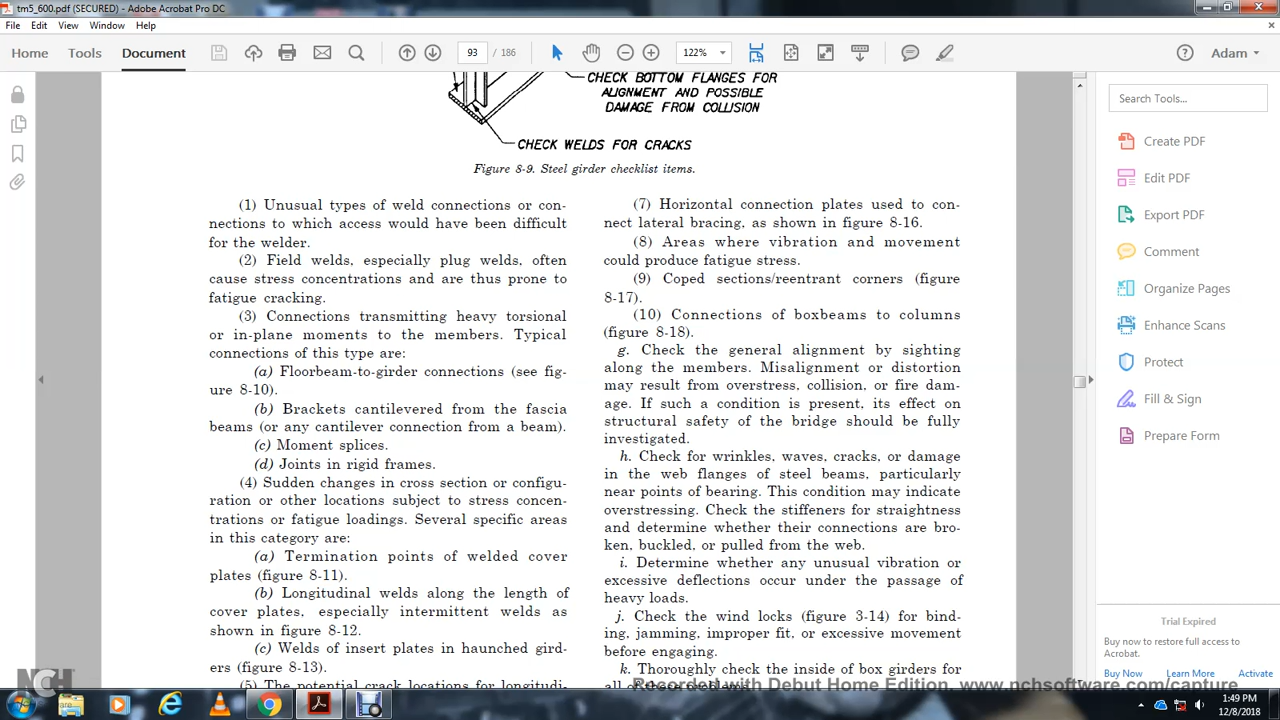 tm5_600.pdf (SECURED) - Adobe Acrobat Pro DC
File Edit View Window Help
Home Tools Document 93 / 186 122% Adam
CHECK BOTTOM FLANGES FOR
ALIGNMENT AND POSSIBLE
DAMAGE FROM COLLISION
CHECK WELDS FOR CRACKS
Figure 8-9. Steel girder checklist items.
(1) Unusual types of weld connections or con-
nections to which access would have been difficult
for the welder.
(2) Field welds, especially plug welds, often
cause stress concentrations and are thus prone to
fatigue cracking.
(3) Connections transmitting heavy torsional
or in-plane moments to the members. Typical
connections of this type are:
(a) Floorbeam-to-girder connections (see fig-
ure 8-10).
(b) Brackets cantilevered from the fascia
beams (or any cantilever connection from a beam).
(c) Moment splices.
(d) Joints in rigid frames.
(4) Sudden changes in cross section or configu-
ration or other locations subject to stress concen-
trations or fatigue loadings. Several specific areas
in this category are:
(a) Termination points of welded cover
plates (figure 8-11).
(b) Longitudinal welds along the length of
cover plates, especially intermittent welds as
shown in figure 8-12.
(c) Welds of insert plates in haunched gird-
ers (figure 8-13).
(5) The potential crack locations for longitudi-
(7) Horizontal connection plates used to con-
nect lateral bracing, as shown in figure 8-16.
(8) Areas where vibration and movement
could produce fatigue stress.
(9) Coped sections/reentrant corners (figure
8-17).
(10) Connections of boxbeams to columns
(figure 8-18).
g. Check the general alignment by sighting
along the members. Misalignment or distortion
may result from overstress, collision, or fire dam-
age. If such a condition is present, its effect on
structural safety of the bridge should be fully
investigated.
h. Check for wrinkles, waves, cracks, or damage
in the web flanges of steel beams, particularly
near points of bearing. This condition may indicate
overstressing. Check the stiffeners for straightness
and determine whether their connections are bro-
ken, buckled, or pulled from the web.
i. Determine whether any unusual vibration or
excessive deflections occur under the passage of
heavy loads.
j. Check the wind locks (figure 3-14) for bind-
ing, jamming, improper fit, or excessive movement
before engaging.
k. Thoroughly check the inside of box girders for
Search Tools...
Create PDF
Edit PDF
Export PDF
Comment
Organize Pages
Enhance Scans
Protect
Fill & Sign
Prepare Form
Trial Expired
Buy now to restore full access to
Acrobat.
Buy Now Learn More Activate
NCH
Recorded with Debut Home Edition. www.nchsoftware.com/capture
1:49 PM
12/8/2018